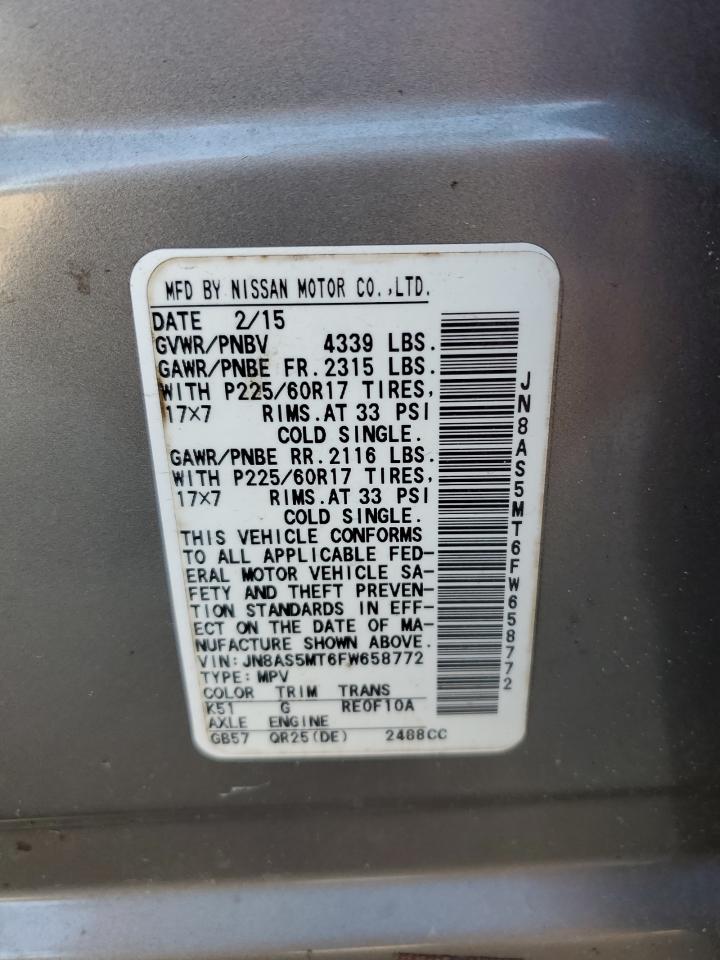 MFD BY NISSAN MOTOR CO.,LTD.
DATE 2/15
GVWR/PNBV 4339 LBS.
GAWR/PNBE FR.2315 LBS.
WITH P225/60R17 TIRES,
17×7 RIMS.AT 33 PSI
COLD SINGLE.
GAWR/PNBE RR.2116 LBS.
WITH P225/60R17 TIRES,
17×7 RIMS.AT 33 PSI
COLD SINGLE.
THIS VEHICLE CONFORMS
TO ALL APPLICABLE FED-
ERAL MOTOR VEHICLE SA-
FETY AND THEFT PREVEN-
TION STANDARDS IN EFF-
ECT ON THE DATE OF MA-
NUFACTURE SHOWN ABOVE.
VIN:JN8AS5MT6FW658772
TYPE:MPV
COLOR TRIM TRANS
K51 G RE0F10A
AXLE ENGINE
GB57 QR25(DE) 2488CC
JN8AS5MT6FW658772